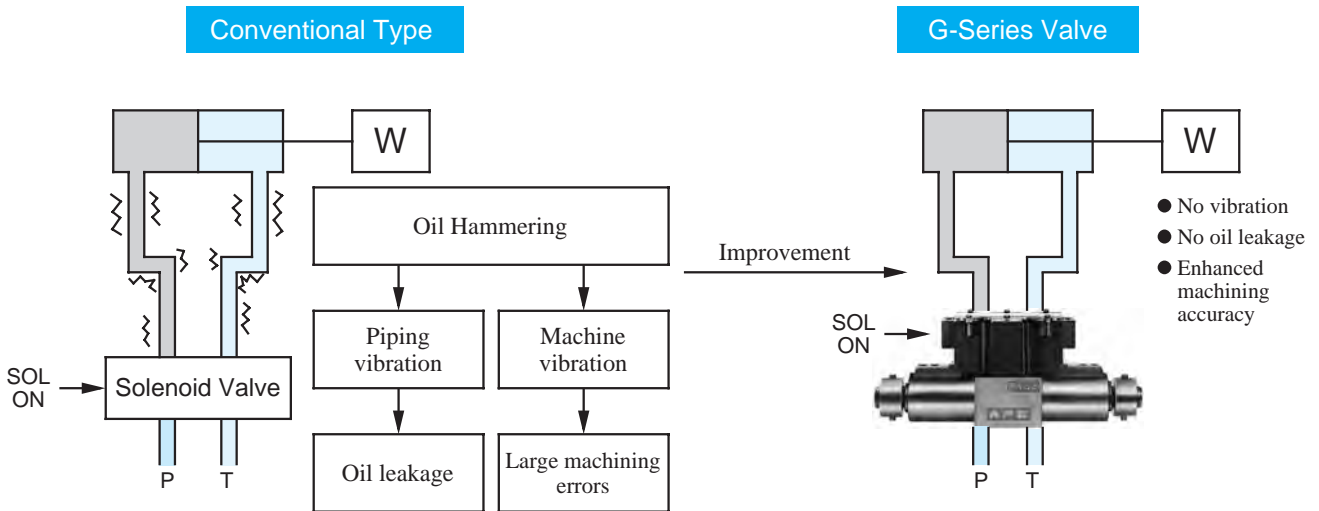 Conventional Type
G-Series Valve
W
Oil Hammering
Piping
vibration
Machine
vibration
SOL
ON
Solenoid Valve
Oil leakage
Large machining
errors
P T
Improvement
W
● No vibration
● No oil leakage
● Enhanced
machining
accuracy
SOL
ON
P T